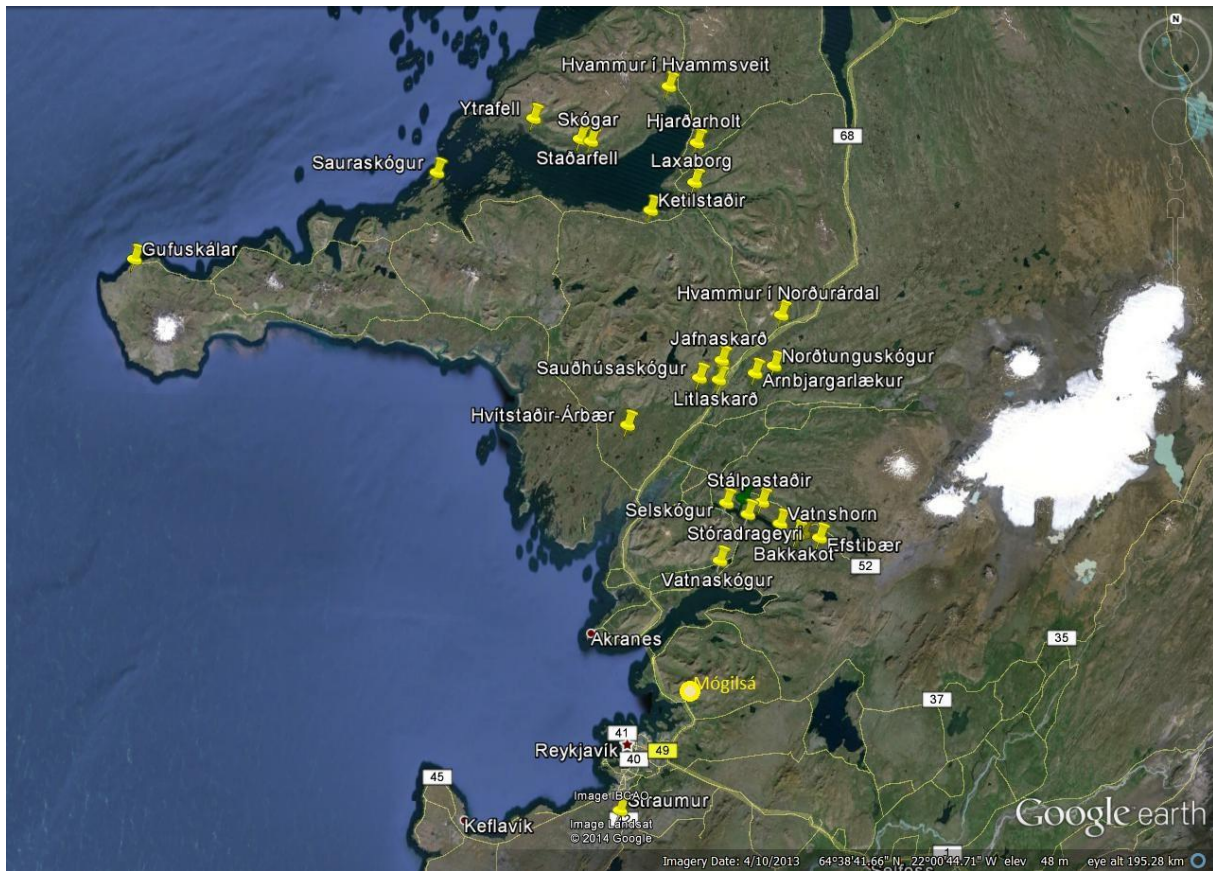 N
Hvammur í Hvammsveit
Ytrafell
Skógar
Hjarðarholt
68
Staðarfell
Laxaborg
Sauraskógur
Ketilstaðir
Gufuskálar
Hvammur í Norðurárdal
Jafnaskarð
Norðtunguskógur
Sauðhúsaskógur
Arnbjargarlækur
Litlaskarð
Hvítstaðir-Árbær
Stálpastaðir
Selskógur
Vatnshorn
Stóradrageyri
Efstibær
Bakkakot
52
Vatnaskógur
Akranes
35
Mógilsá
37
41
Reykjavík
49
40
45
Image IBCAO
Straumur
42
Keflavík
Image Landsat
© 2014 Google
Google earth
1
Imagery Date: 4/10/2013 64°38'41.66" N 22°00'44.71" W elev 48 m eye alt 195.28 km
Selfoss